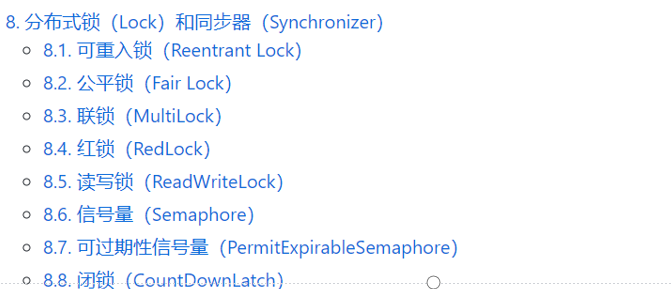 8. 分布式锁（Lock）和同步器（Synchronizer）
8.1. 可重入锁（Reentrant Lock）
8.2. 公平锁（Fair Lock）
8.3. 联锁（MultiLock）
8.4. 红锁（RedLock）
8.5. 读写锁（ReadWriteLock）
8.6. 信号量（Semaphore）
8.7. 可过期性信号量（PermitExpirableSemaphore）
8.8. 闭锁（CountDownLatch）